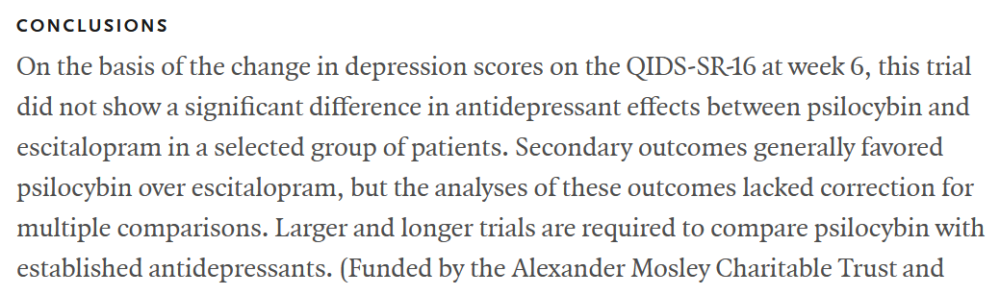 CONCLUSIONS
On the basis of the change in depression scores on the QIDS-SR-16 at week 6, this trial
did not show a significant difference in antidepressant effects between psilocybin and
escitalopram in a selected group of patients. Secondary outcomes generally favored
psilocybin over escitalopram, but the analyses of these outcomes lacked correction for
multiple comparisons. Larger and longer trials are required to compare psilocybin with
established antidepressants. (Funded by the Alexander Mosley Charitable Trust and